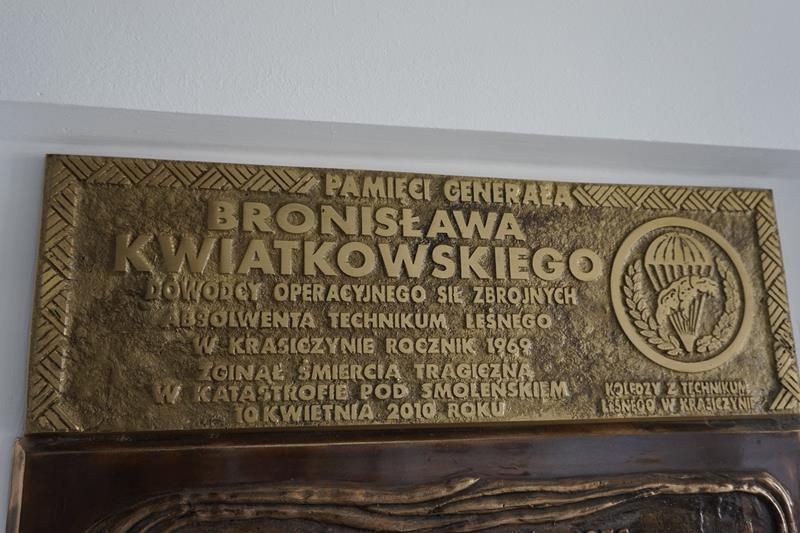 PAMIĘCI GENERAŁA
BRONISŁAWA
KWIATKOWSKIEGO
DOWÓDCY OPERACYJNEGO SIŁ ZBROJNYCH
ABSOLWENTA TECHNIKUM LEŚNEGO
W KRASICZYNIE ROCZNIK 1969
ZGINĄŁ ŚMIERCIĄ TRAGICZNĄ
W KATASTROFIE POD SMOLEŃSKIEM
10 KWIETNIA 2010 ROKU
KOLEDZY Z TECHNIKUM
LEŚNEGO W KRASICZYNIE